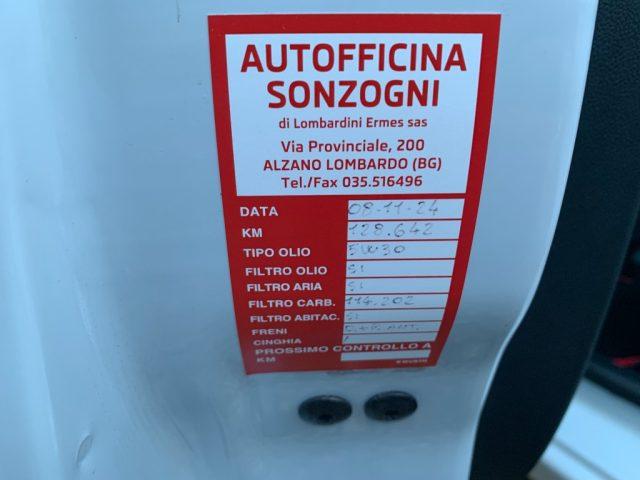 AUTOFFICINA
SONZOGNI
di Lombardini Ermes sas
Via Provinciale, 200
ALZANO LOMBARDO (BG)
Tel./Fax 035.516496
DATA 08-11-24
KM 128.642
TIPO OLIO 5W30
FILTRO OLIO SI
FILTRO ARIA SI
FILTRO CARB. 114.202
FILTRO ABITAC. SI
FRENI
CINGHIA /
PROSSIMO CONTROLLO A
KM